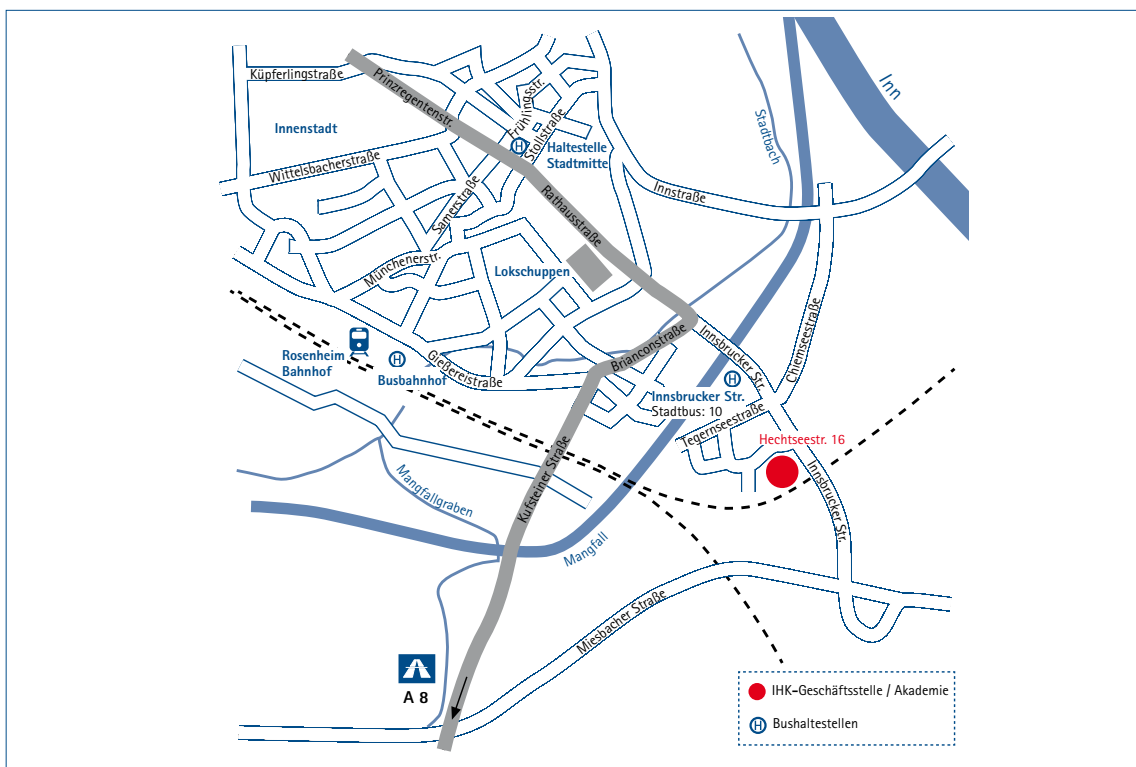 Küpferlingstraße
Prinzregentenstr.
Inn
Innenstadt
Frühlingsstr.
Stollstraße
H
Haltestelle
Stadtmitte
Stadtbach
Wittelsbacherstraße
Samerstraße
Innstraße
Rathausstraße
Münchenerstr.
Lokschuppen
Rosenheim
Bahnhof
H
Busbahnhof
Gießereistraße
Brianconstraße
Innsbrucker Str.
Chiemseestraße
H
Innsbrucker Str.
Stadtbus: 10
Tegernseestraße
Hechtseestr. 16
Innsbrucker Str.
Kufsteiner Straße
Mangfallgraben
Mangfall
Miesbacher Straße
A 8
IHK-Geschäftsstelle / Akademie
H
Bushaltestellen